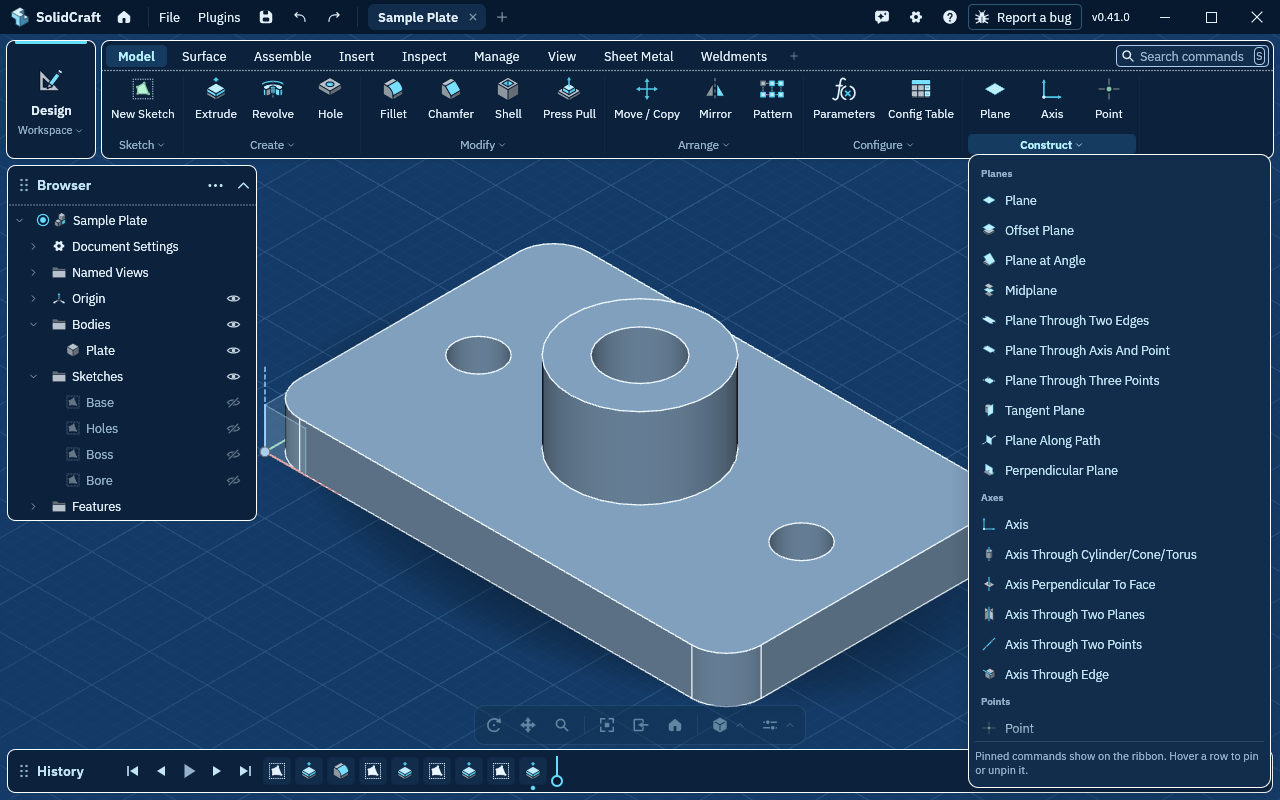 SolidCraft
File
Plugins
Sample Plate
Report a bug
v0.41.0
Design
Workspace
Model
Surface
Assemble
Insert
Inspect
Manage
View
Sheet Metal
Weldments
Search commands
S
New Sketch
Extrude
Revolve
Hole
Fillet
Chamfer
Shell
Press Pull
Move / Copy
Mirror
Pattern
Parameters
Config Table
Plane
Axis
Point
Sketch
Create
Modify
Arrange
Configure
Construct
Browser
Sample Plate
Document Settings
Named Views
Origin
Bodies
Plate
Sketches
Base
Holes
Boss
Bore
Features
Planes
Plane
Offset Plane
Plane at Angle
Midplane
Plane Through Two Edges
Plane Through Axis And Point
Plane Through Three Points
Tangent Plane
Plane Along Path
Perpendicular Plane
Axes
Axis
Axis Through Cylinder/Cone/Torus
Axis Perpendicular To Face
Axis Through Two Planes
Axis Through Two Points
Axis Through Edge
Points
Point
Pinned commands show on the ribbon. Hover a row to pin
or unpin it.
History